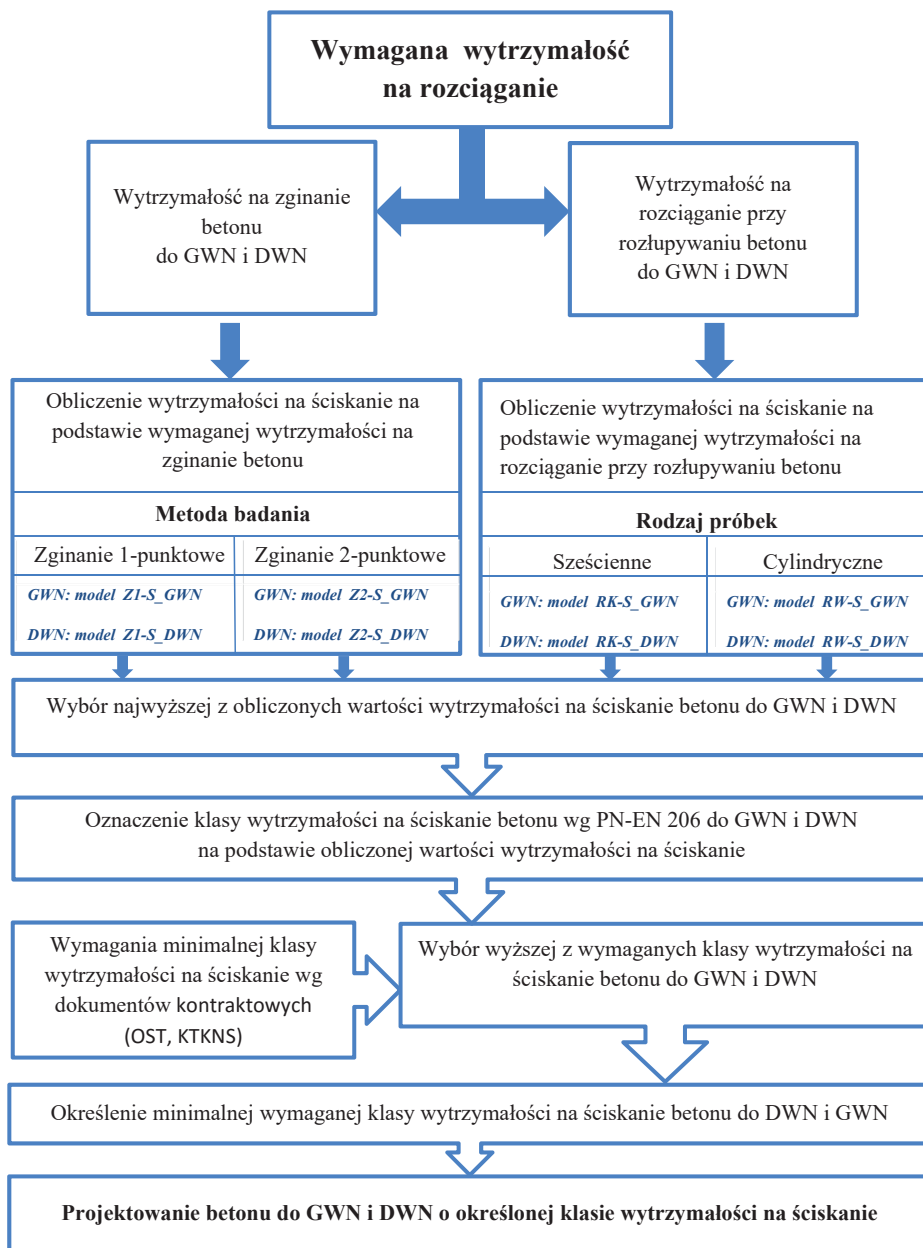 Wymagana wytrzymałość
na rozciąganie
Wytrzymałość na zginanie
betonu
do GWN i DWN
Wytrzymałość na
rozciąganie przy
rozłupywaniu betonu
do GWN i DWN
Obliczenie wytrzymałości na ściskanie na
podstawie wymaganej wytrzymałości na
zginanie betonu
Metoda badania
Zginanie 1-punktowe
Zginanie 2-punktowe
GWN: model Z1-S_GWN
DWN: model Z1-S_DWN
GWN: model Z2-S_GWN
DWN: model Z2-S_DWN
Obliczenie wytrzymałości na ściskanie na
podstawie wymaganej wytrzymałości na
rozciąganie przy rozłupywaniu betonu
Rodzaj próbek
Sześcienne
Cylindryczne
GWN: model RK-S_GWN
DWN: model RK-S_DWN
GWN: model RW-S_GWN
DWN: model RW-S_DWN
Wybór najwyższej z obliczonych wartości wytrzymałości na ściskanie betonu do GWN i DWN
Oznaczenie klasy wytrzymałości na ściskanie betonu wg PN-EN 206 do GWN i DWN
na podstawie obliczonej wartości wytrzymałości na ściskanie
Wymagania minimalnej klasy
wytrzymałości na ściskanie wg
dokumentów kontraktowych
(OST, KTKNS)
Wybór wyższej z wymaganych klasy wytrzymałości na
ściskanie betonu do GWN i DWN
Określenie minimalnej wymaganej klasy wytrzymałości na ściskanie betonu do DWN i GWN
Projektowanie betonu do GWN i DWN o określonej klasie wytrzymałości na ściskanie